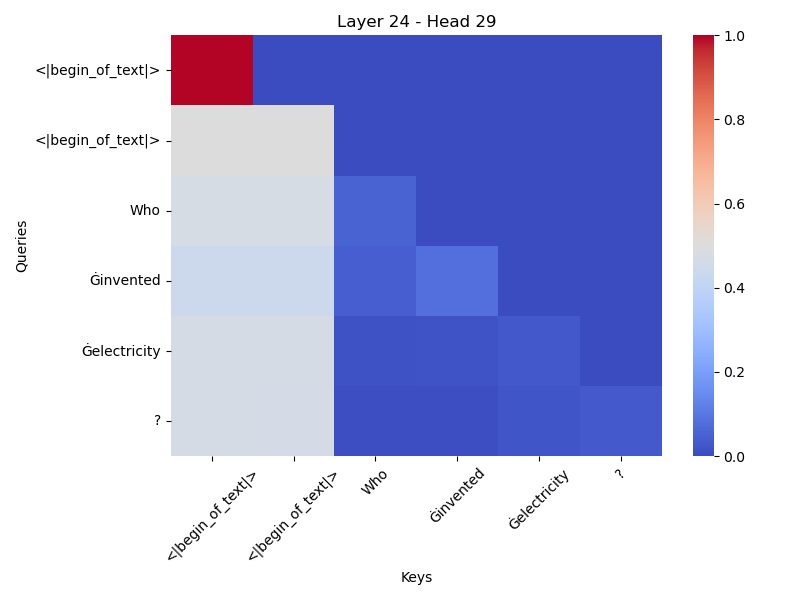 Layer 24 - Head 29
<|begin_of_text|>
<|begin_of_text|>
Who
Ġinvented
Ġelectricity
?
Queries
<|begin_of_text|>
<|begin_of_text|>
Who
Ġinvented
Ġelectricity
?
Keys
1.0
0.8
0.6
0.4
0.2
0.0